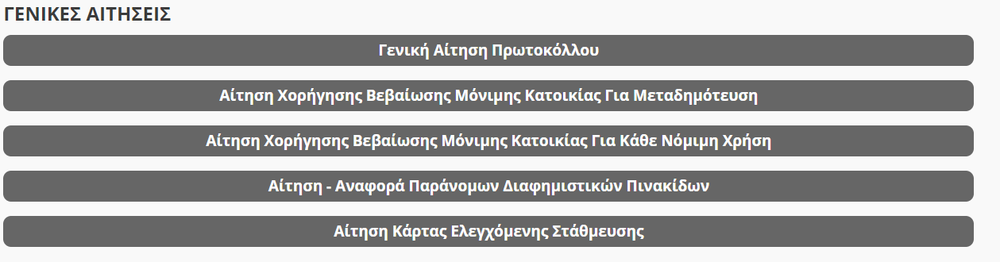 ΓΕΝΙΚΕΣ ΑΙΤΗΣΕΙΣ
Γενική Αίτηση Πρωτοκόλλου
Αίτηση Χορήγησης Βεβαίωσης Μόνιμης Κατοικίας Για Μεταδημότευση
Αίτηση Χορήγησης Βεβαίωσης Μόνιμης Κατοικίας Για Κάθε Νόμιμη Χρήση
Αίτηση - Αναφορά Παράνομων Διαφημιστικών Πινακίδων
Αίτηση Κάρτας Ελεγχόμενης Στάθμευσης